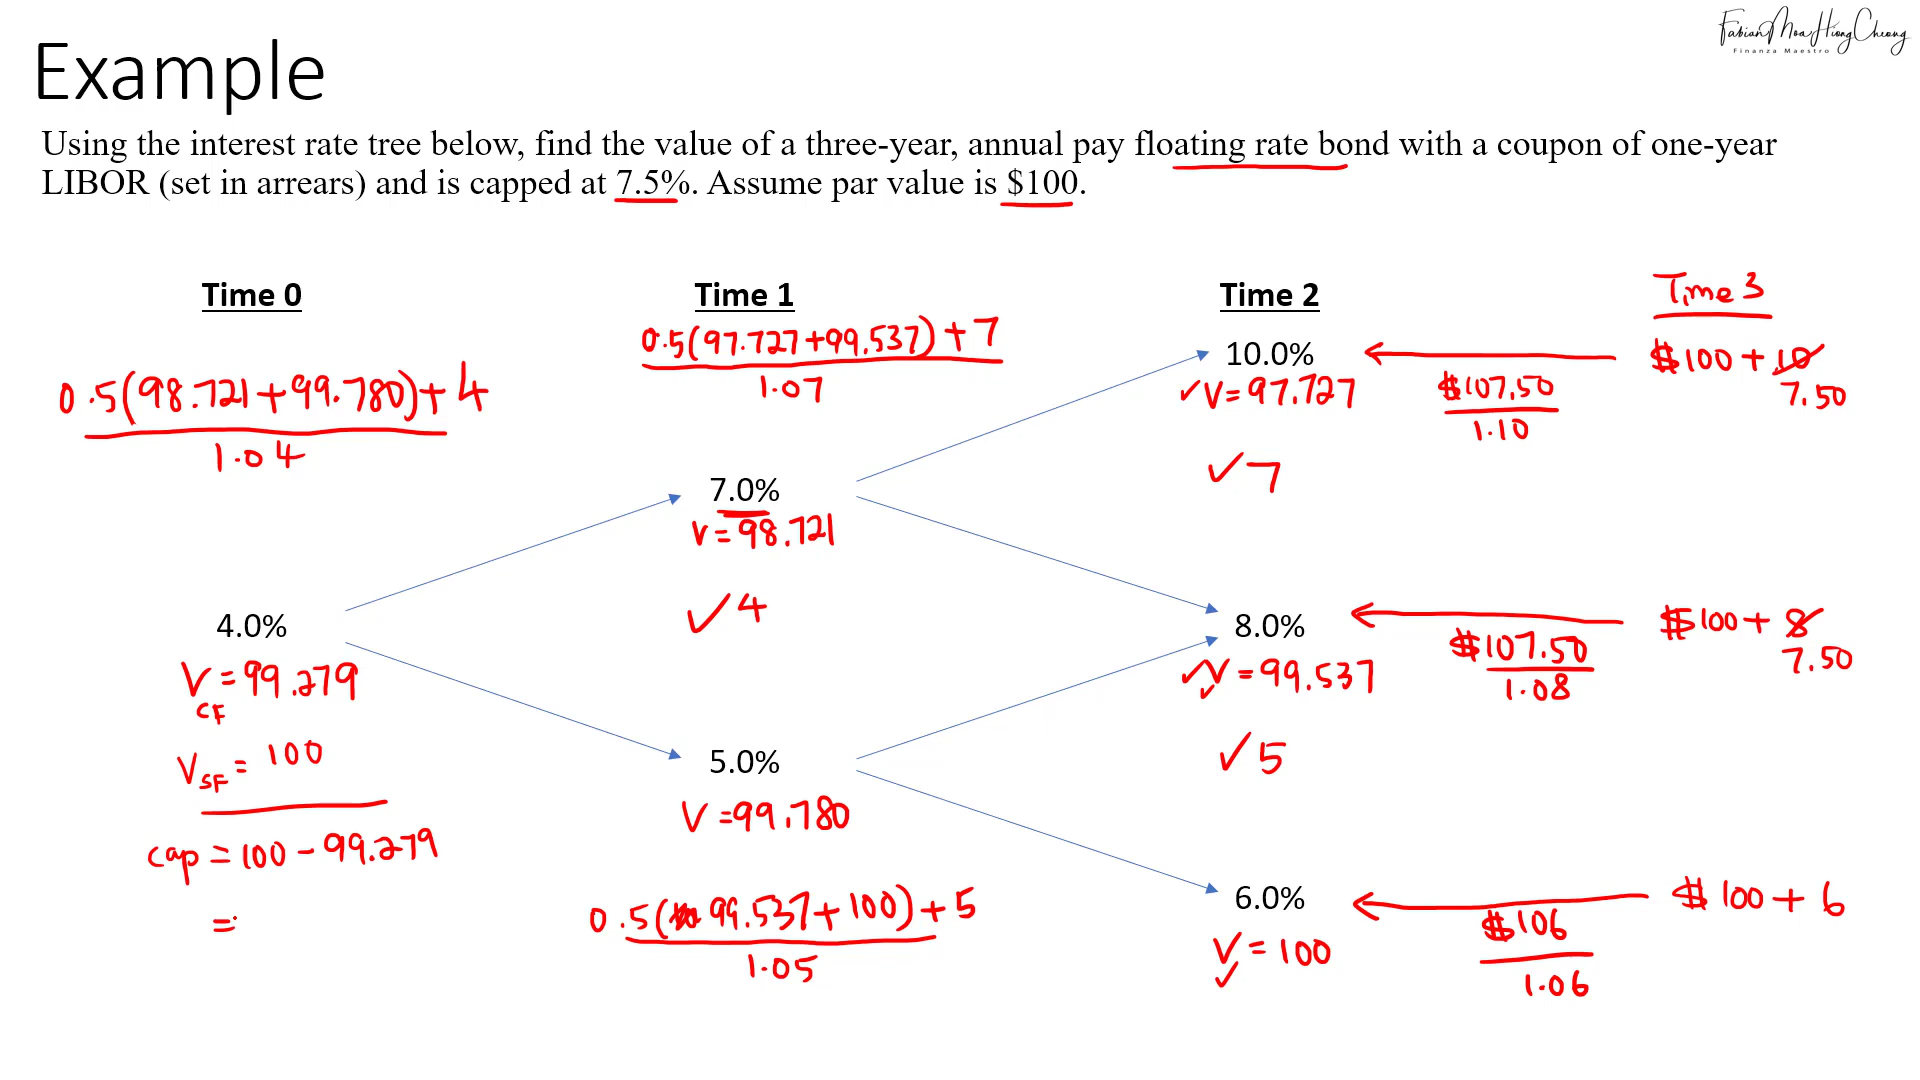 Fabian Moa Hiong Cheong
Finanza Maestro
Example
Using the interest rate tree below, find the value of a three-year, annual pay floating rate bond with a coupon of one-year
LIBOR (set in arrears) and is capped at 7.5%. Assume par value is $100.
Time 0
Time 1
Time 2
Time 3
0.5(98.721+99.780)+4
1.04
0.5(97.727+99.537)+7
1.07
10.0%
✓V=97.727
✓7
$107.50
1.10
$100+10
7.50
7.0%
V=98.721
✓4
4.0%
V=99.279
CF
V SF = 100
cap = 100 - 99.279
=
8.0%
✓V=99.537
✓
✓5
$107.50
1.08
$100+8
7.50
5.0%
V=99.780
0.5(99.537+100)+5
1.05
6.0%
V=100
✓
$106
1.06
$100+6